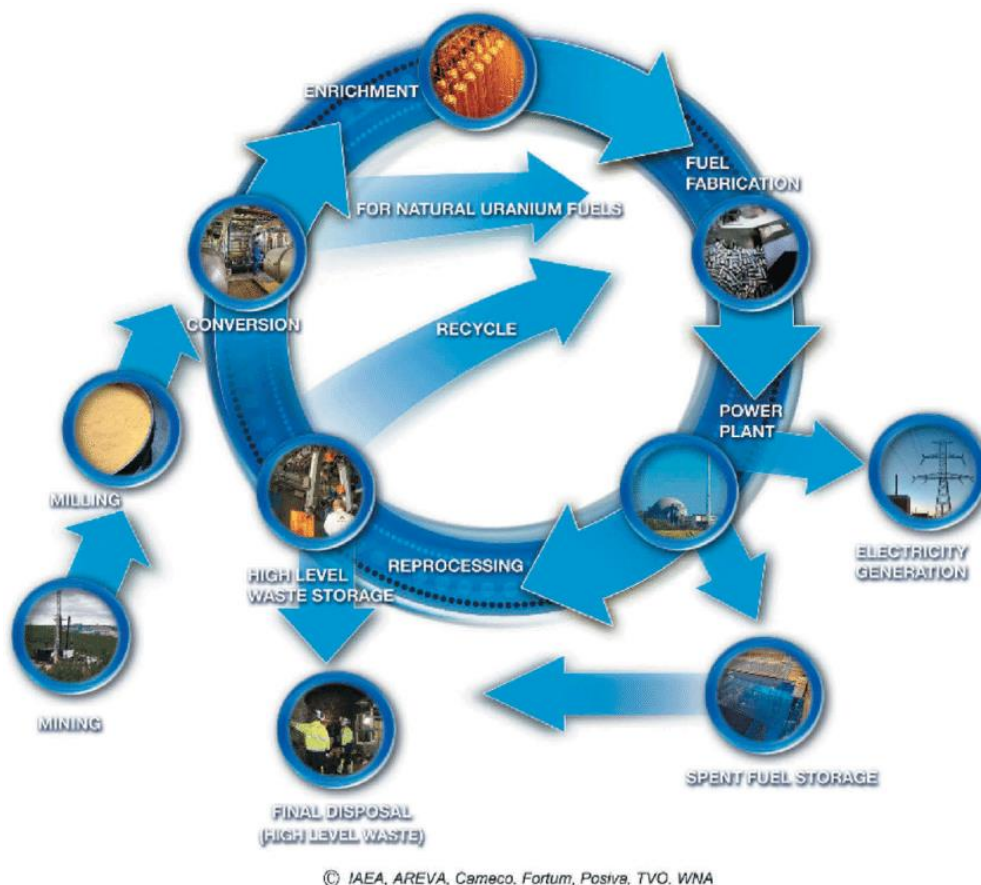 ENRICHMENT
FUEL
FABRICATION
FOR NATURAL URANIUM FUELS
CONVERSION
RECYCLE
POWER
PLANT
MILLING
ELECTRICITY
GENERATION
REPROCESSING
HIGH LEVEL
WASTE STORAGE
MINING
SPENT FUEL STORAGE
FINAL DISPOSAL
(HIGH LEVEL WASTE)
© IAEA, AREVA, Cameco, Fortum, Posiva, TVO, WNA